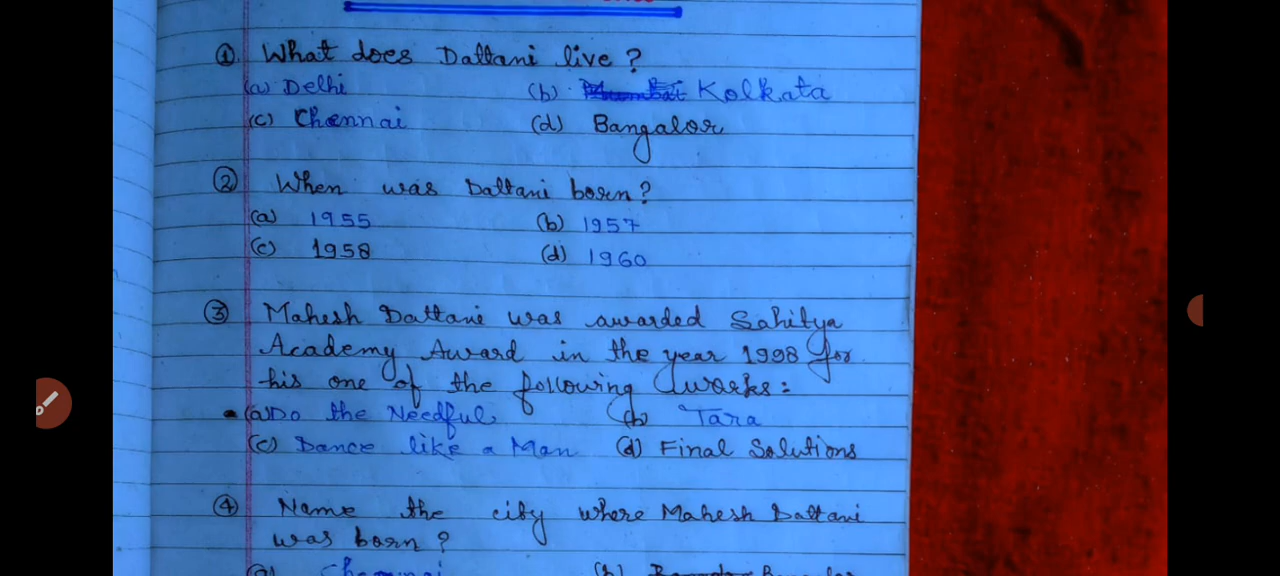 ① What does Dattani live ?
(a) Delhi (b) Kolkata
(c) Chennai (d) Bangalor
② When was Dattani born?
(a) 1955 (b) 1957
(c) 1958 (d) 1960
③ Mahesh Dattani was awarded Sahitya
Academy Award in the year 1998 for
his one of the following works:
(a) Do the Needful (b) Tara
(c) Dance like a Man (d) Final Solutions
④ Name the city where Mahesh Dattani
was born ?
(a) (b)